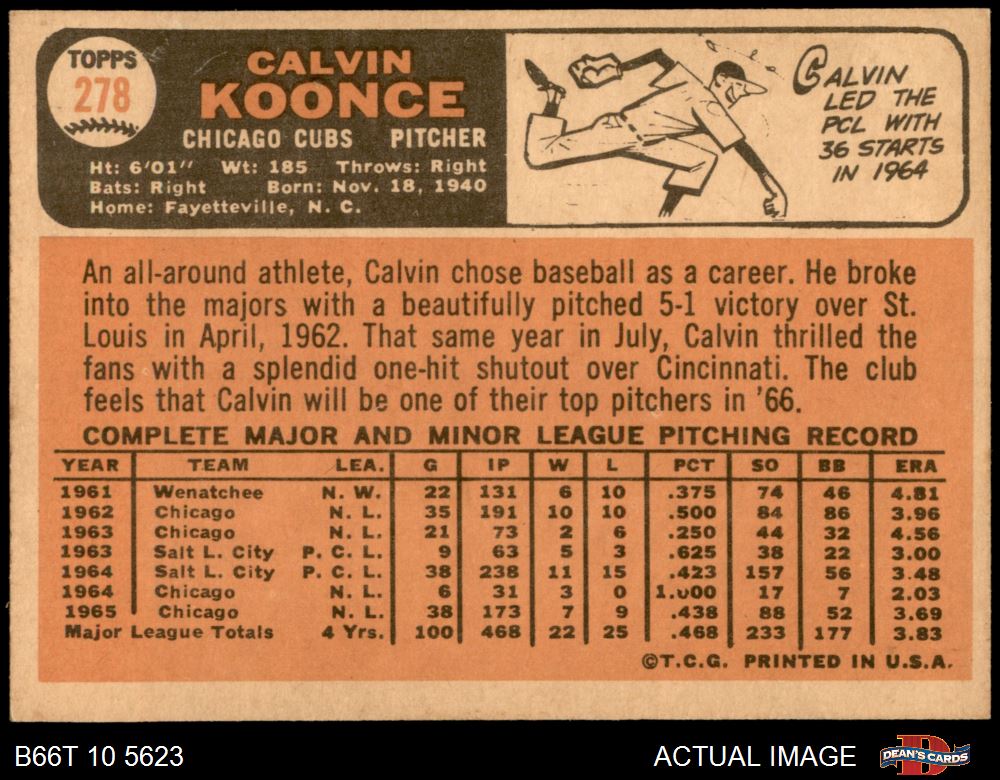 TOPPS
278
CALVIN
KOONCE
CHICAGO CUBS PITCHER
Ht: 6'01" Wt: 185 Throws: Right
Bats: Right Born: Nov. 18, 1940
Home: Fayetteville, N. C.
CALVIN
LED THE
PCL WITH
36 STARTS
IN 1964
An all-around athlete, Calvin chose baseball as a career. He broke
into the majors with a beautifully pitched 5-1 victory over St.
Louis in April, 1962. That same year in July, Calvin thrilled the
fans with a splendid one-hit shutout over Cincinnati. The club
feels that Calvin will be one of their top pitchers in '66.
COMPLETE MAJOR AND MINOR LEAGUE PITCHING RECORD
YEAR TEAM LEA. G IP W L PCT SO BB ERA
1961 Wenatchee N. W. 22 131 6 10 .375 74 46 4.81
1962 Chicago N. L. 35 191 10 10 .500 84 86 3.96
1963 Chicago N. L. 21 73 2 6 .250 44 32 4.56
1963 Salt L. City P. C. L. 9 63 5 3 .625 38 22 3.00
1964 Salt L. City P. C. L. 38 238 11 15 .423 157 56 3.48
1964 Chicago N. L. 6 31 3 0 1.000 17 7 2.03
1965 Chicago N. L. 38 173 7 9 .438 88 52 3.69
Major League Totals 4 Yrs. 100 468 22 25 .468 233 177 3.83
©T.C.G. PRINTED IN U.S.A.
B66T 10 5623 ACTUAL IMAGE
DEAN'S CARDS